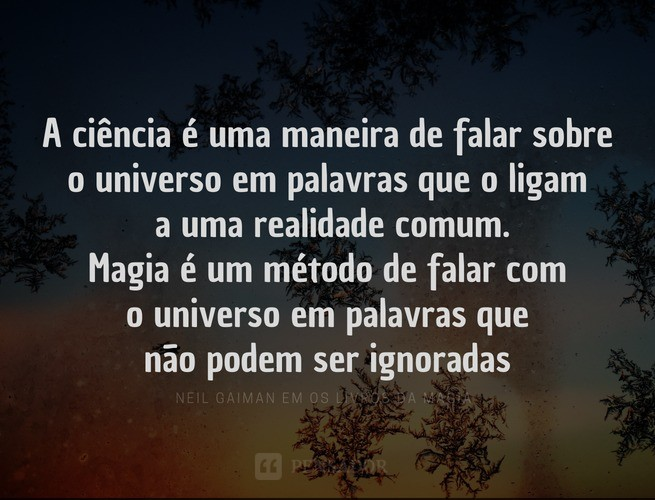 A ciência é uma maneira de falar sobre
o universo em palavras que o ligam
a uma realidade comum.
Magia é um método de falar com
o universo em palavras que
não podem ser ignoradas
NEIL GAIMAN EM OS LIVROS DA MAGIA
PENSADOR